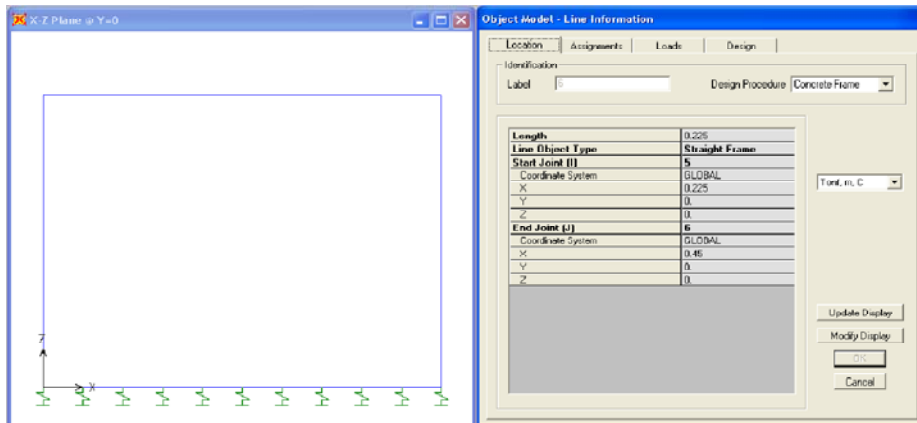 X-Z Plane @ Y=0
Z
X
Object Model - Line Information
Location Assignments Loads Design
Identification
Label 6 Design Procedure Concrete Frame
Length 0.225
Line Object Type Straight Frame
Start Joint (I) 5
Coordinate System GLOBAL
X 0.225
Y 0.
Z 0.
End Joint (J) 6
Coordinate System GLOBAL
X 0.45
Y 0.
Z 0.
Tonf, m, C
Update Display
Modify Display
OK
Cancel